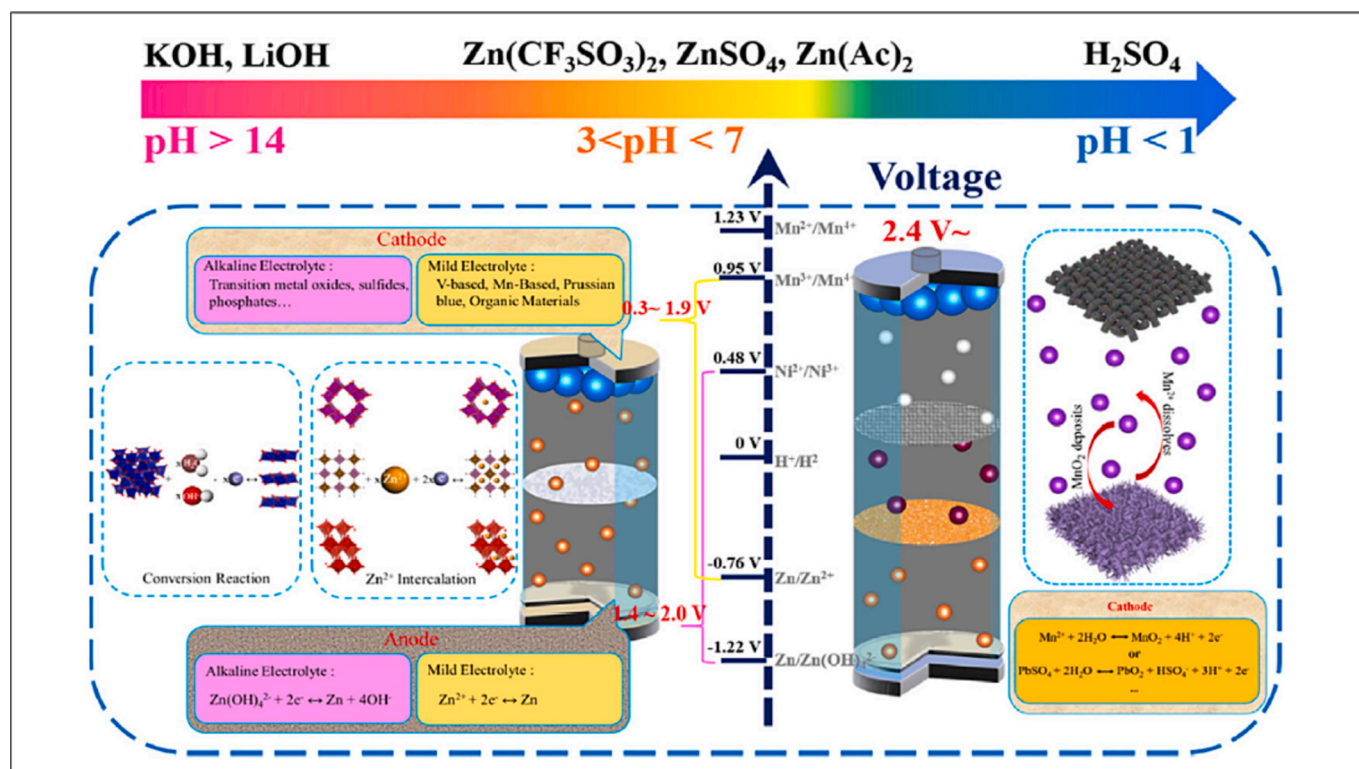 KOH, LiOH
Zn(CF₃SO₃)₂, ZnSO₄, Zn(Ac)₂
H₂SO₄
pH > 14
3<pH < 7
pH < 1
Voltage
Cathode
Alkaline Electrolyte :
Transition metal oxides, sulfides,
phosphates…
Mild Electrolyte :
V-based, Mn-Based, Prussian
blue, Organic Materials
0.3~ 1.9 V
1.23 V
Mn²⁺/Mn⁴⁺
0.95 V
Mn³⁺/Mn⁴⁺
0.48 V
Ni²⁺/Ni³⁺
0 V
H⁺/H²
-0.76 V
Zn/Zn²⁺
-1.22 V
Zn/Zn(OH)₄²⁻
2.4 V~
MnO₂ deposits
Mn²⁺ dissolves
Conversion Reaction
+ xZn²⁺ + 2xe⁻ ↔
Zn²⁺ Intercalation
1.4 ~ 2.0 V
Anode
Alkaline Electrolyte :
Zn(OH)₄²⁻ + 2e⁻ ↔ Zn + 4OH⁻
Mild Electrolyte :
Zn²⁺ + 2e⁻ ↔ Zn
Cathode
Mn²⁺ + 2H₂O ⟷ MnO₂ + 4H⁺ + 2e⁻
or
PbSO₄ + 2H₂O ⟷ PbO₂ + HSO₄⁻ + 3H⁺ + 2e⁻
...